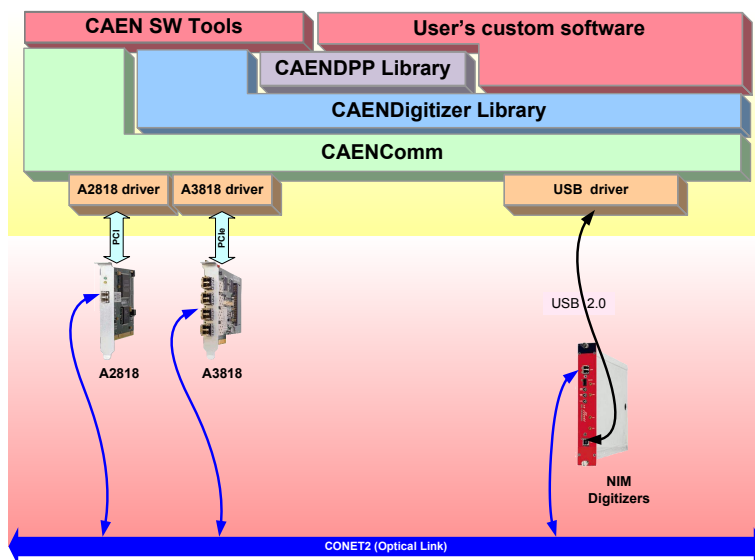 CAEN SW Tools
User's custom software
CAENDPP Library
CAENDigitizer Library
CAENComm
A2818 driver
A3818 driver
USB driver
PCI
PCIe
USB 2.0
A2818
A3818
NIM
Digitizers
CONET2 (Optical Link)